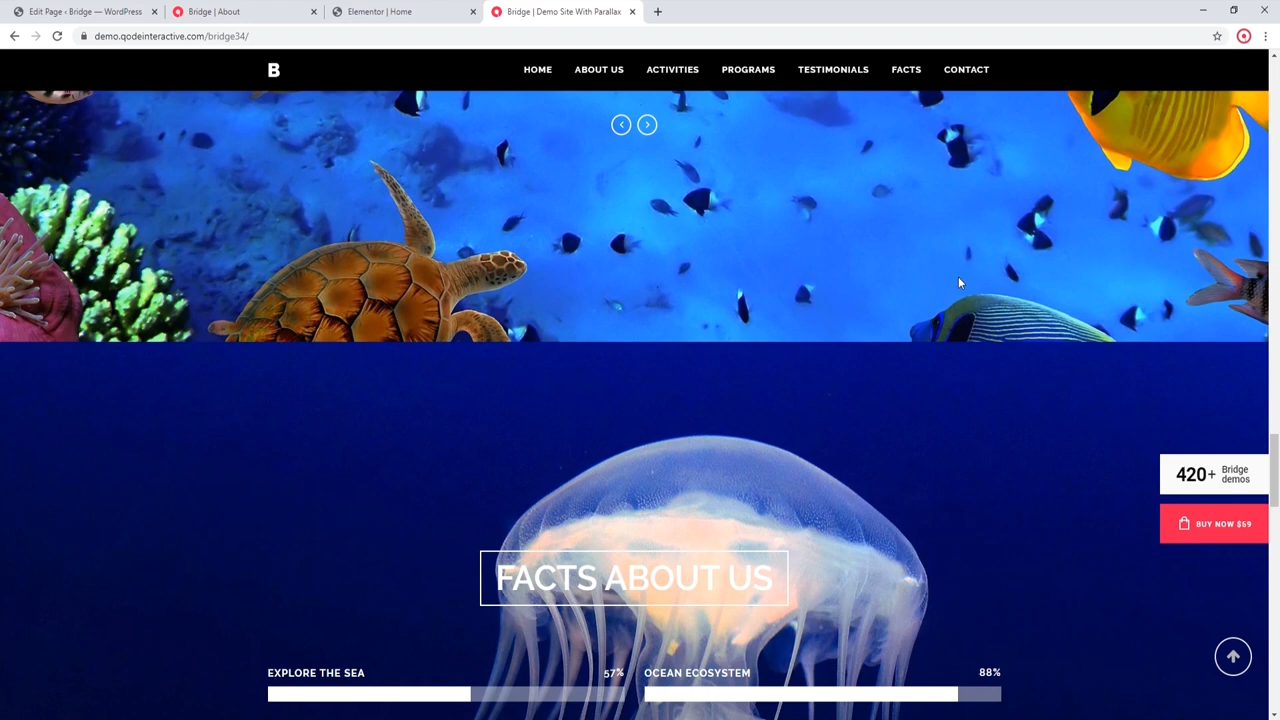 Edit Page ‹ Bridge — WordPress
Bridge | About
Elementor | Home
Bridge | Demo Site With Parallax
demo.qodeinteractive.com/bridge34/
B
HOME ABOUT US ACTIVITIES PROGRAMS TESTIMONIALS FACTS CONTACT
420+ Bridge demos
BUY NOW $59
FACTS ABOUT US
EXPLORE THE SEA 57%
OCEAN ECOSYSTEM 88%